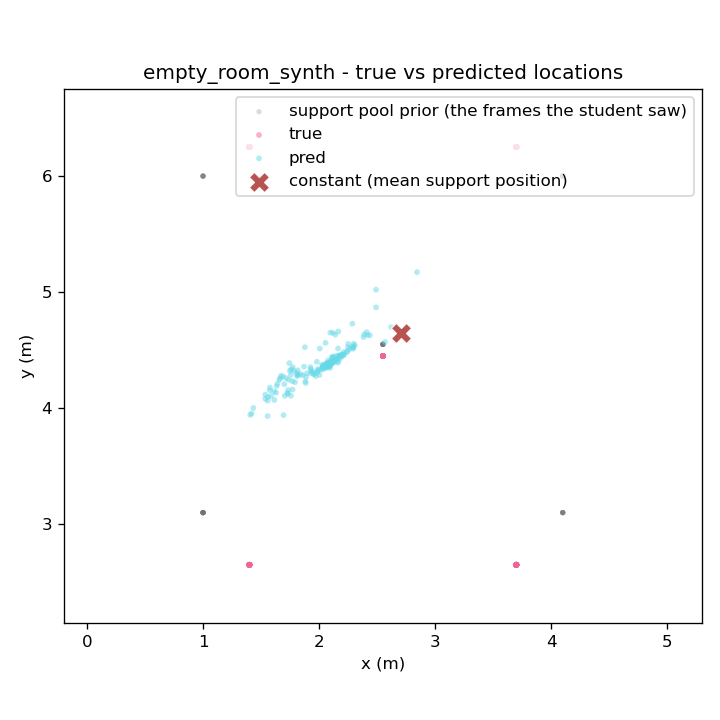 empty_room_synth - true vs predicted locations
support pool prior (the frames the student saw)
true
pred
constant (mean support position)
6
5
4
3
y (m)
0 1 2 3 4 5
x (m)